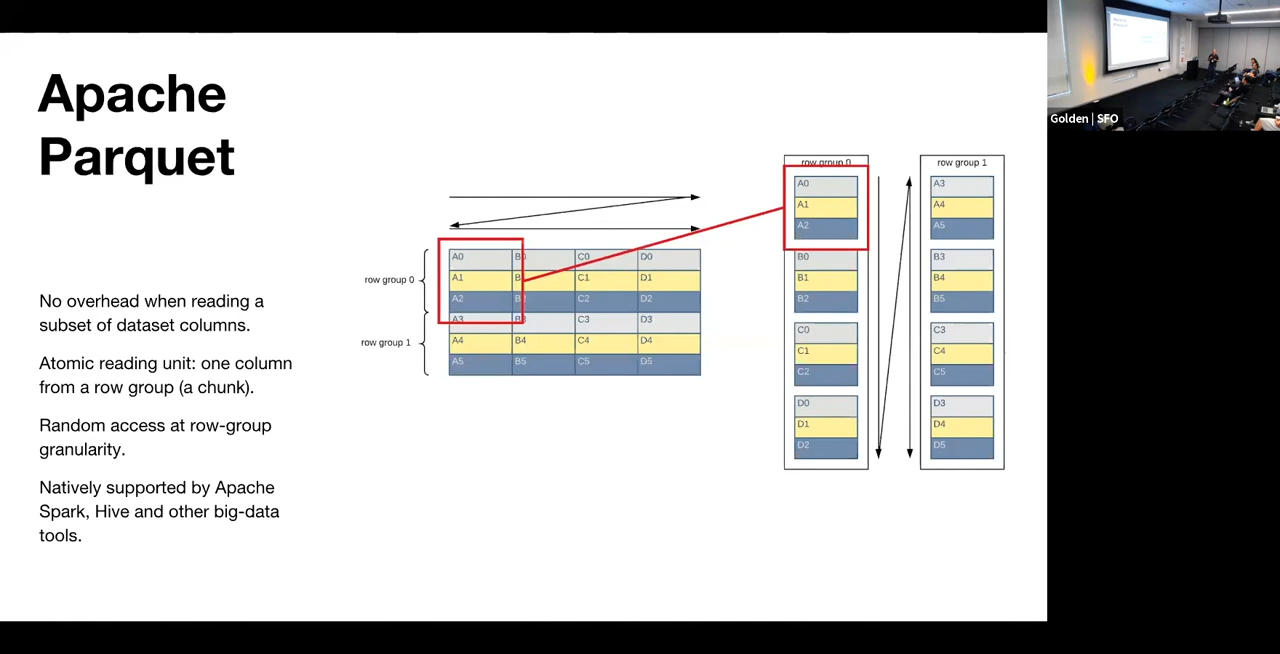 Apache
Parquet
No overhead when reading a
subset of dataset columns.
Atomic reading unit: one column
from a row group (a chunk).
Random access at row-group
granularity.
Natively supported by Apache
Spark, Hive and other big-data
tools.
row group 0
row group 1
A0 B0 C0 D0
A1 B1 C1 D1
A2 B2 C2 D2
A3 B3 C3 D3
A4 B4 C4 D4
A5 B5 C5 D5
row group 0
A0
A1
A2
B0
B1
B2
C0
C1
C2
D0
D1
D2
row group 1
A3
A4
A5
B3
B4
B5
C3
C4
C5
D3
D4
D5
Golden | SFO